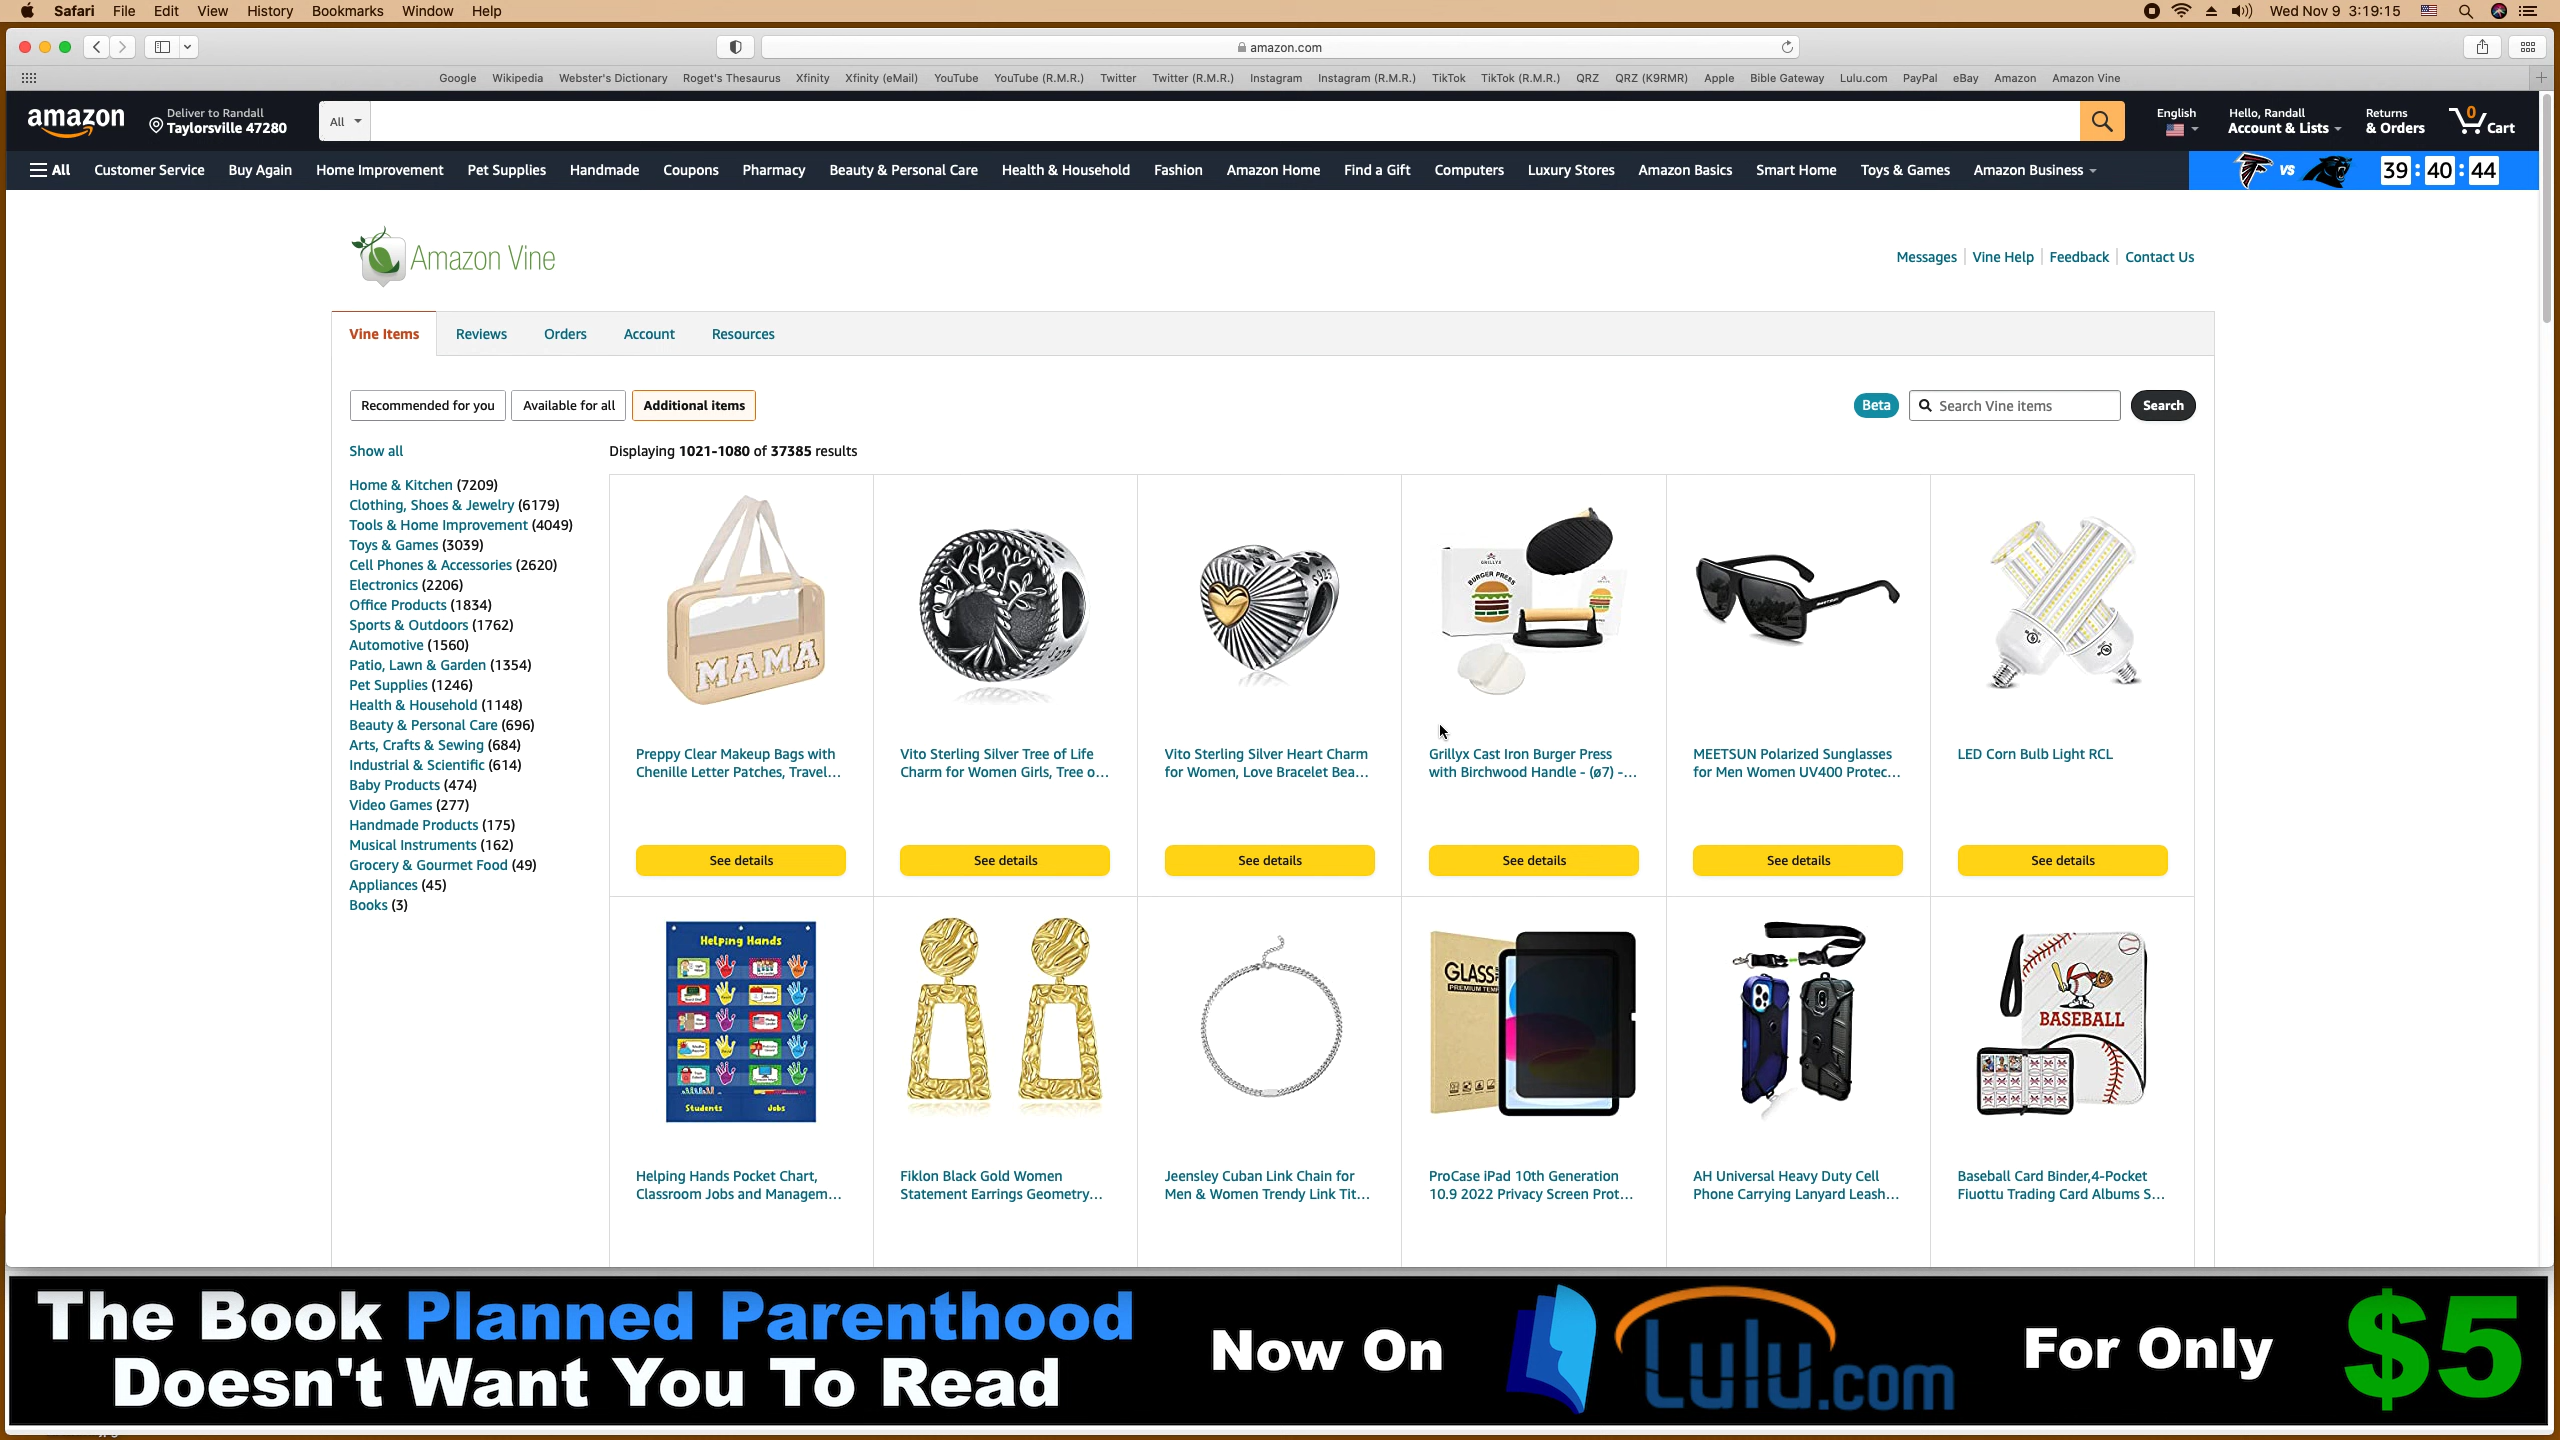 Safari File Edit View History Bookmarks Window Help
Wed Nov 9 3:19:15
amazon.com
Google Wikipedia Webster's Dictionary Roget's Thesaurus Xfinity Xfinity (eMail) YouTube YouTube (R.M.R.) Twitter Twitter (R.M.R.) Instagram Instagram (R.M.R.) TikTok TikTok (R.M.R.) QRZ QRZ (K9RMR) Apple Bible Gateway Lulu.com PayPal eBay Amazon Amazon Vine
amazon
Deliver to Randall
Taylorsville 47280
All
English
Hello, Randall
Account & Lists
Returns
& Orders
0
Cart
All Customer Service Buy Again Home Improvement Pet Supplies Handmade Coupons Pharmacy Beauty & Personal Care Health & Household Fashion Amazon Home Find a Gift Computers Luxury Stores Amazon Basics Smart Home Toys & Games Amazon Business
VS 39:40:44
Amazon Vine
Messages Vine Help Feedback Contact Us
Vine Items Reviews Orders Account Resources
Recommended for you Available for all Additional items
Beta Search Vine items Search
Show all
Displaying 1021-1080 of 37385 results
Home & Kitchen (7209)
Clothing, Shoes & Jewelry (6179)
Tools & Home Improvement (4049)
Toys & Games (3039)
Cell Phones & Accessories (2620)
Electronics (2206)
Office Products (1834)
Sports & Outdoors (1762)
Automotive (1560)
Patio, Lawn & Garden (1354)
Pet Supplies (1246)
Health & Household (1148)
Beauty & Personal Care (696)
Arts, Crafts & Sewing (684)
Industrial & Scientific (614)
Baby Products (474)
Video Games (277)
Handmade Products (175)
Musical Instruments (162)
Grocery & Gourmet Food (49)
Appliances (45)
Books (3)
MAMA
S925
GRILLYX
BURGER PRESS
Preppy Clear Makeup Bags with
Chenille Letter Patches, Travel...
See details
Vito Sterling Silver Tree of Life
Charm for Women Girls, Tree o...
See details
Vito Sterling Silver Heart Charm
for Women, Love Bracelet Bea...
See details
Grillyx Cast Iron Burger Press
with Birchwood Handle - (ø7) -...
See details
MEETSUN Polarized Sunglasses
for Men Women UV400 Protec...
See details
LED Corn Bulb Light RCL
See details
Helping Hands
Students Jobs
GLASS
PREMIUM TEMP
BASEBALL
Helping Hands Pocket Chart,
Classroom Jobs and Managem...
Fiklon Black Gold Women
Statement Earrings Geometry...
Jeensley Cuban Link Chain for
Men & Women Trendy Link Tit...
ProCase iPad 10th Generation
10.9 2022 Privacy Screen Prot...
AH Universal Heavy Duty Cell
Phone Carrying Lanyard Leash...
Baseball Card Binder,4-Pocket
Fiuottu Trading Card Albums S...
The Book Planned Parenthood
Doesn't Want You To Read
Now On
Lulu.com
For Only
$5